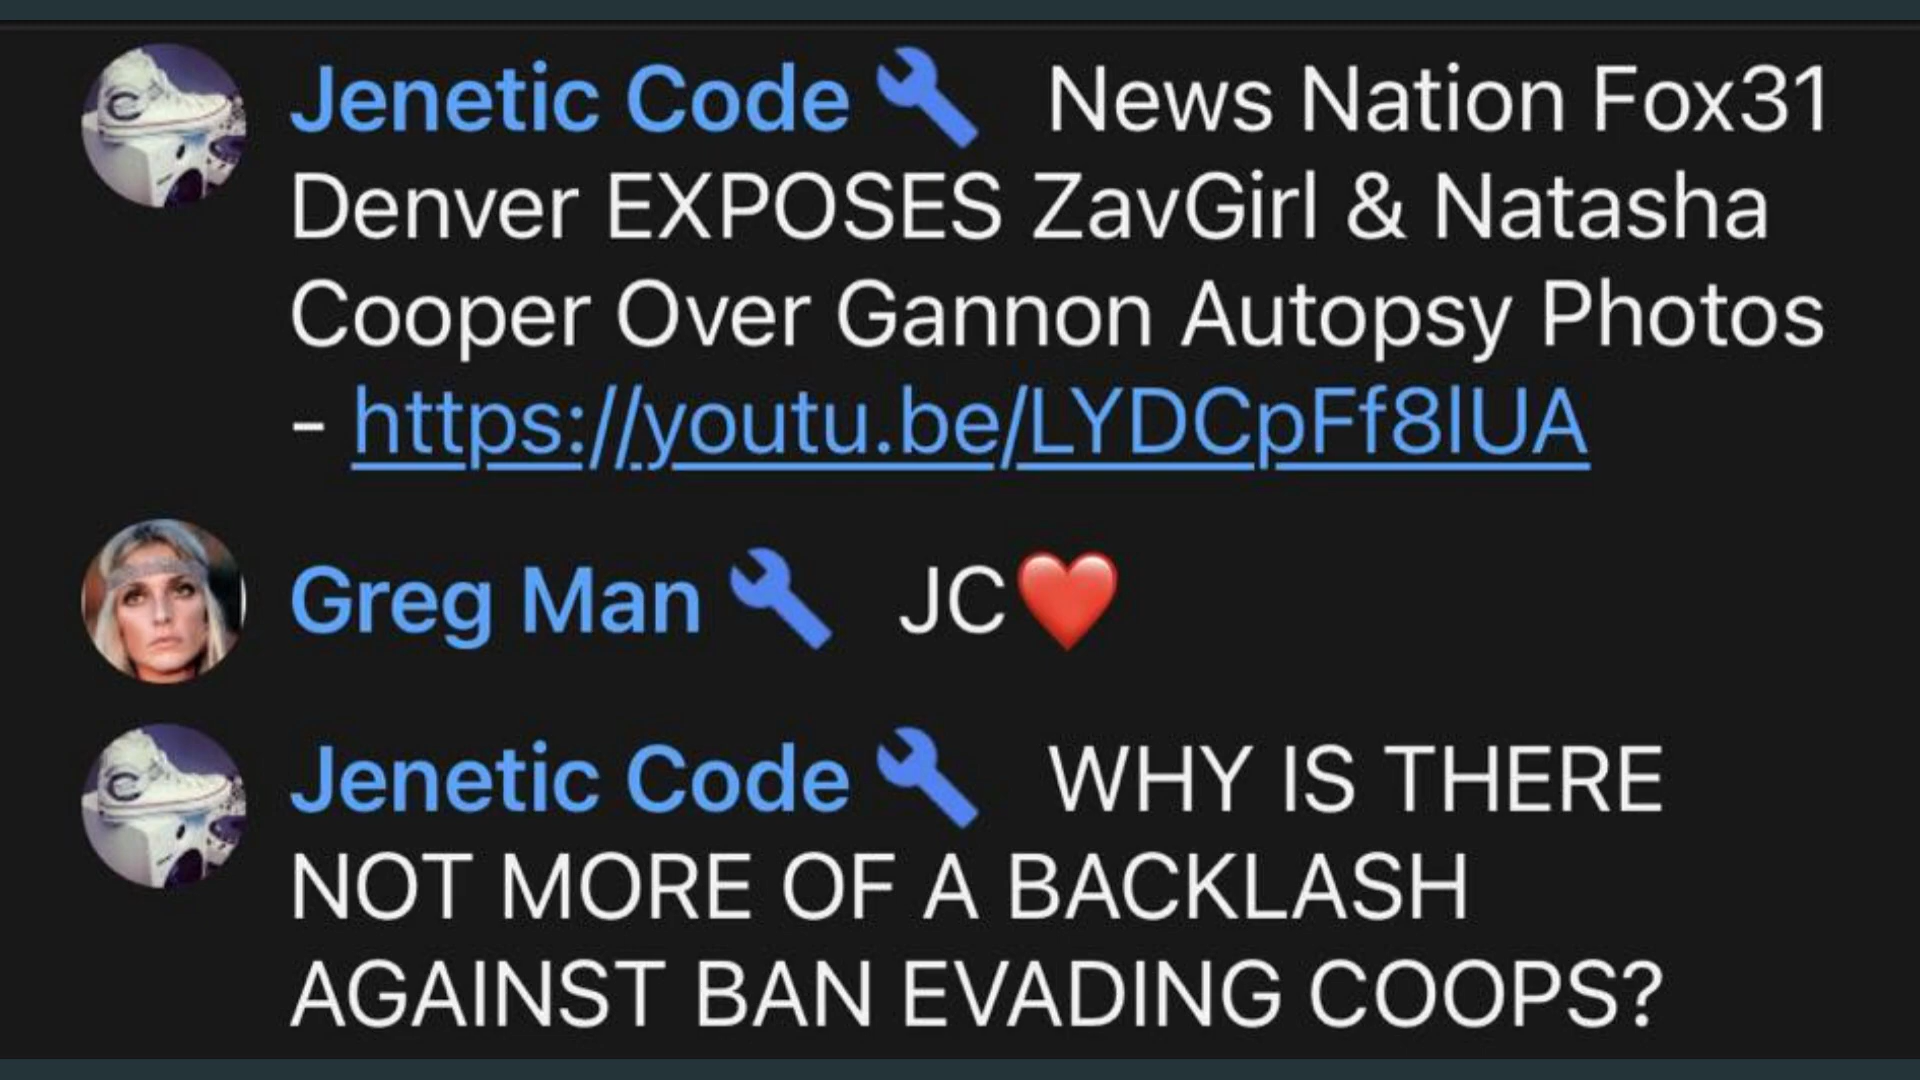 Jenetic Code🔧 News Nation Fox31
Denver EXPOSES ZavGirl & Natasha
Cooper Over Gannon Autopsy Photos
- https://youtu.be/LYDCpFf8lUA
Greg Man🔧 JC❤️
Jenetic Code🔧 WHY IS THERE
NOT MORE OF A BACKLASH
AGAINST BAN EVADING COOPS?